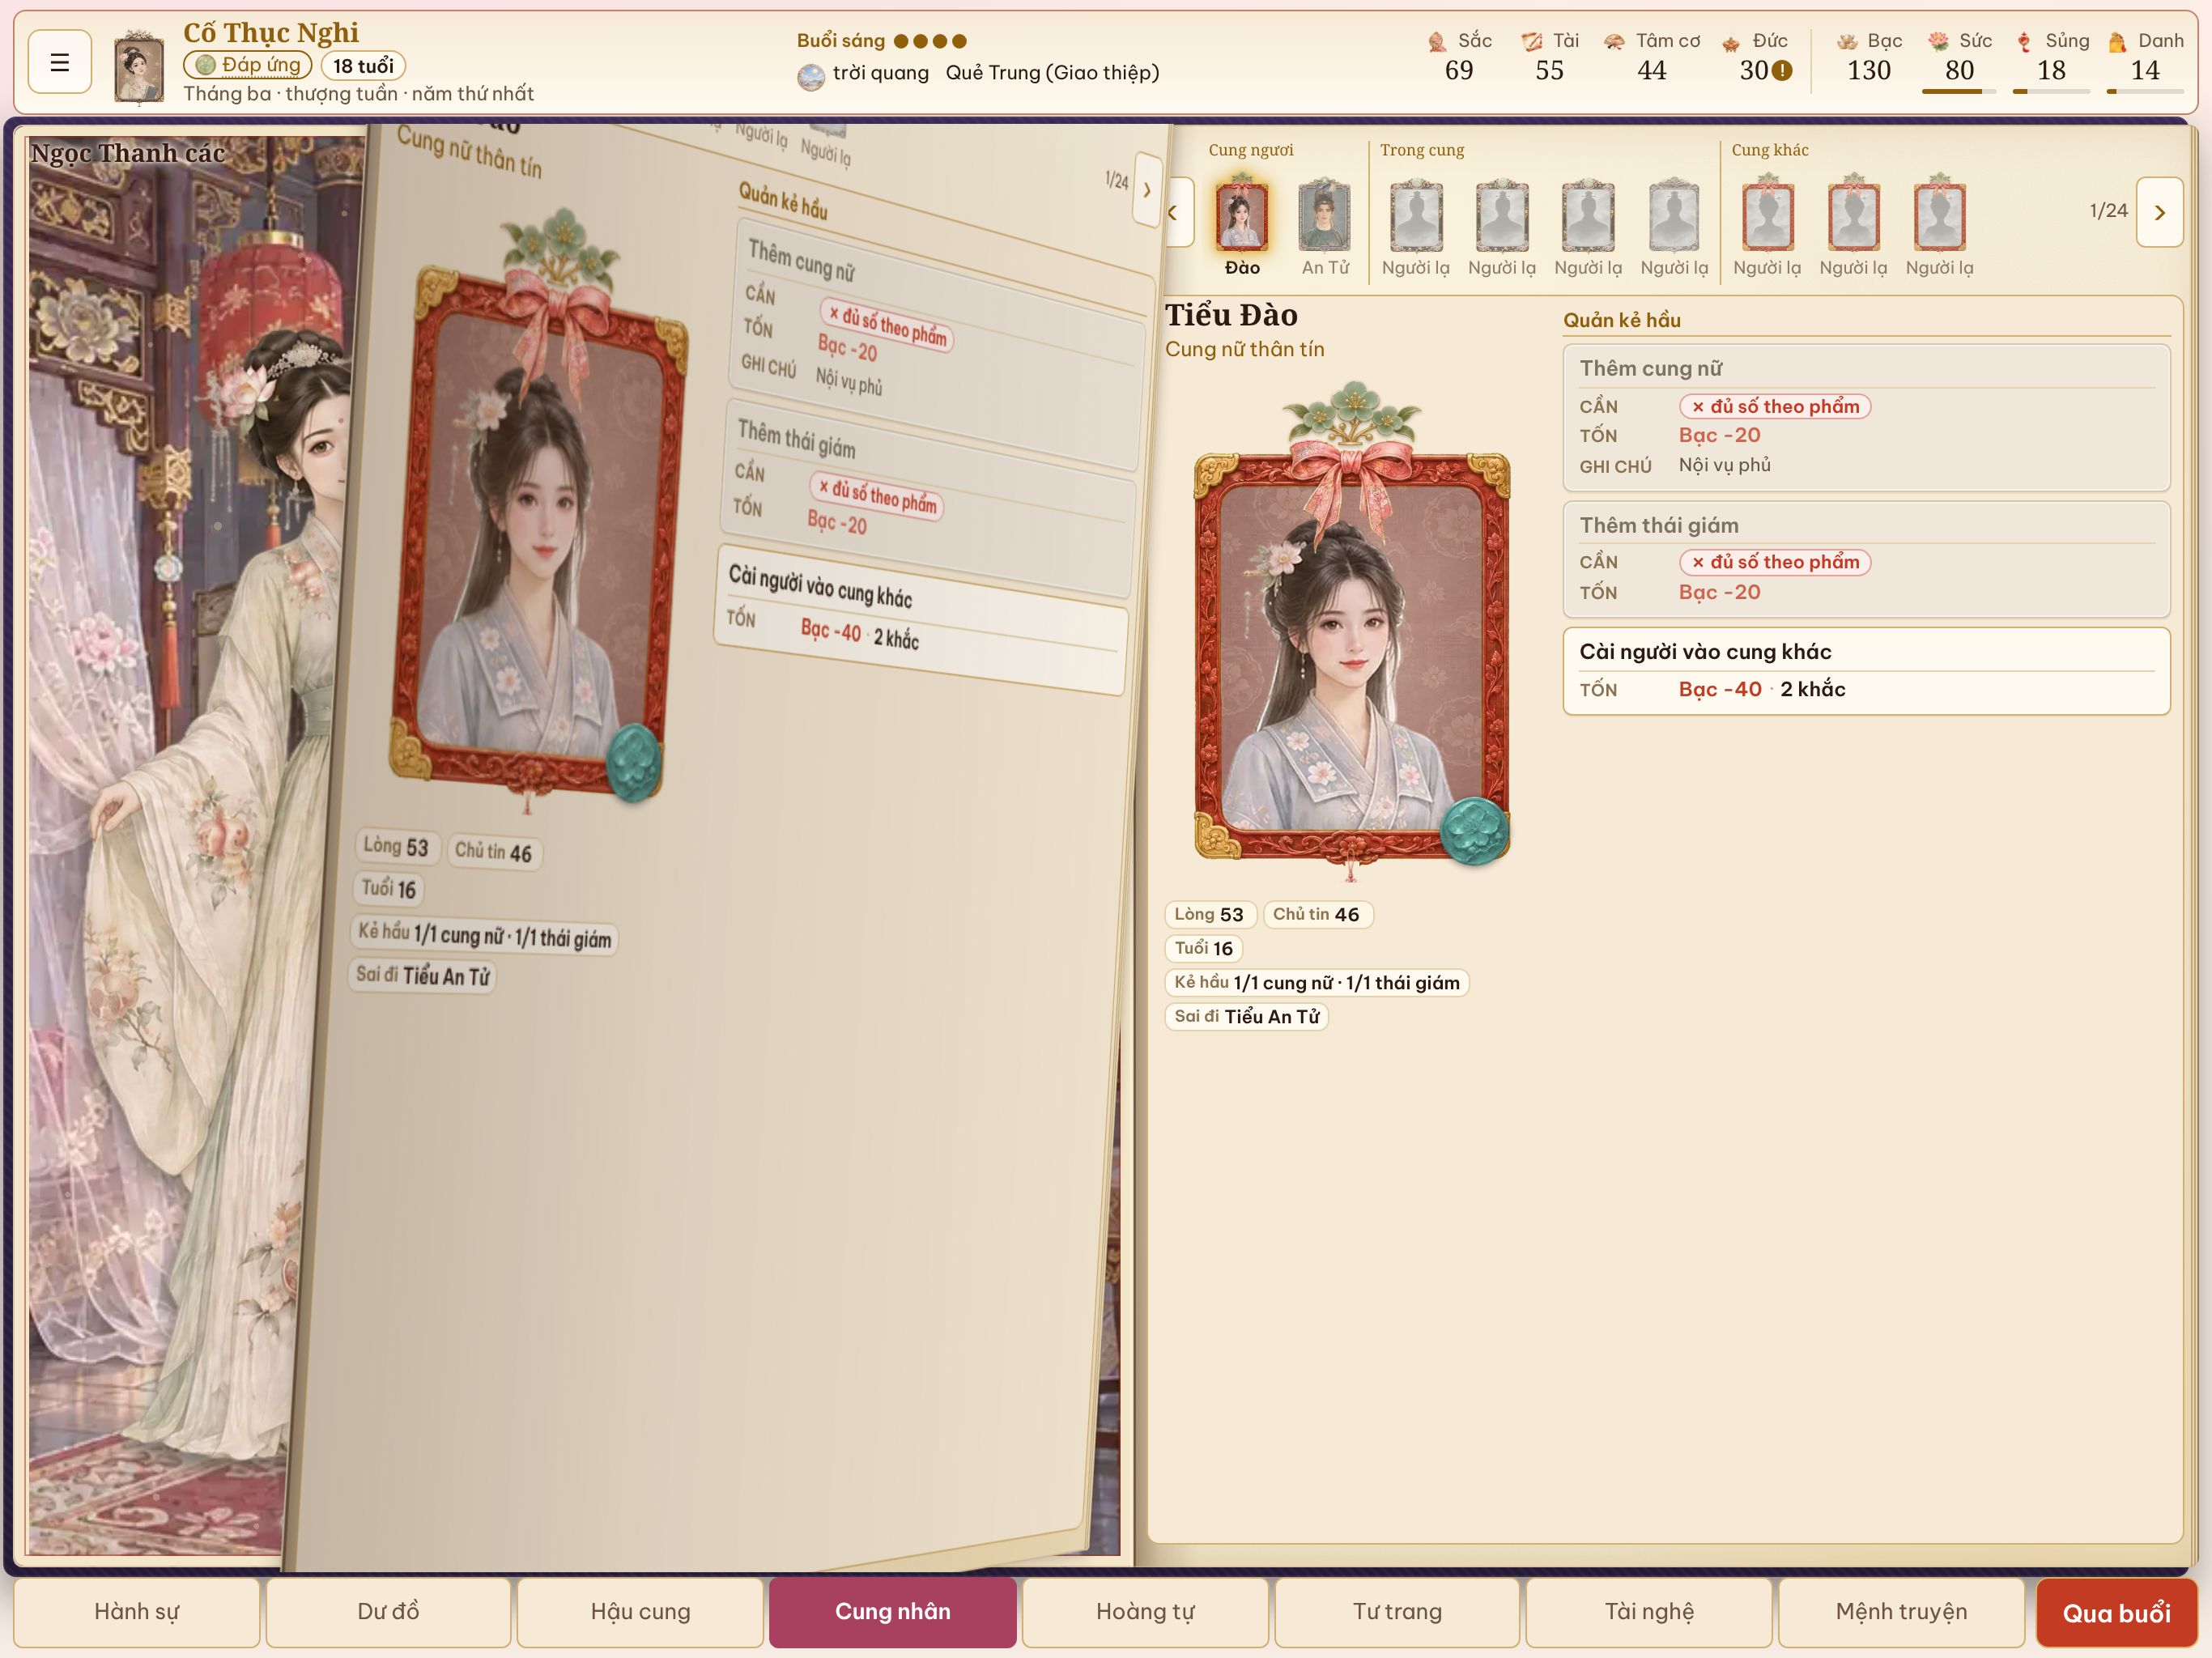 ☰
Cố Thục Nghi
Đáp ứng 18 tuổi
Tháng ba · thượng tuần · năm thứ nhất
Buổi sáng
trời quang Quẻ Trung (Giao thiệp)
Sắc Tài Tâm cơ Đức Bạc Sức Sủng Danh
69 55 44 30 ! 130 80 18 14
Ngọc Thanh các
Cung nữ thân tín
Người lạ Người lạ
1/24 ›
Quản kẻ hầu
Thêm cung nữ
CẦN × đủ số theo phẩm
TỐN Bạc -20
GHI CHÚ Nội vụ phủ
Thêm thái giám
CẦN × đủ số theo phẩm
TỐN Bạc -20
Cài người vào cung khác
TỐN Bạc -40 · 2 khắc
Lòng 53 Chủ tin 46
Tuổi 16
Kẻ hầu 1/1 cung nữ · 1/1 thái giám
Sai đi Tiểu An Tử
Cung ngươi Trong cung Cung khác
‹ 1/24 ›
Đào An Tử Người lạ Người lạ Người lạ Người lạ Người lạ Người lạ Người lạ
Tiểu Đào
Cung nữ thân tín
Lòng 53 Chủ tin 46
Tuổi 16
Kẻ hầu 1/1 cung nữ · 1/1 thái giám
Sai đi Tiểu An Tử
Quản kẻ hầu
Thêm cung nữ
CẦN × đủ số theo phẩm
TỐN Bạc -20
GHI CHÚ Nội vụ phủ
Thêm thái giám
CẦN × đủ số theo phẩm
TỐN Bạc -20
Cài người vào cung khác
TỐN Bạc -40 · 2 khắc
Hành sự Dư đồ Hậu cung Cung nhân Hoàng tự Tư trang Tài nghệ Mệnh truyện Qua buổi